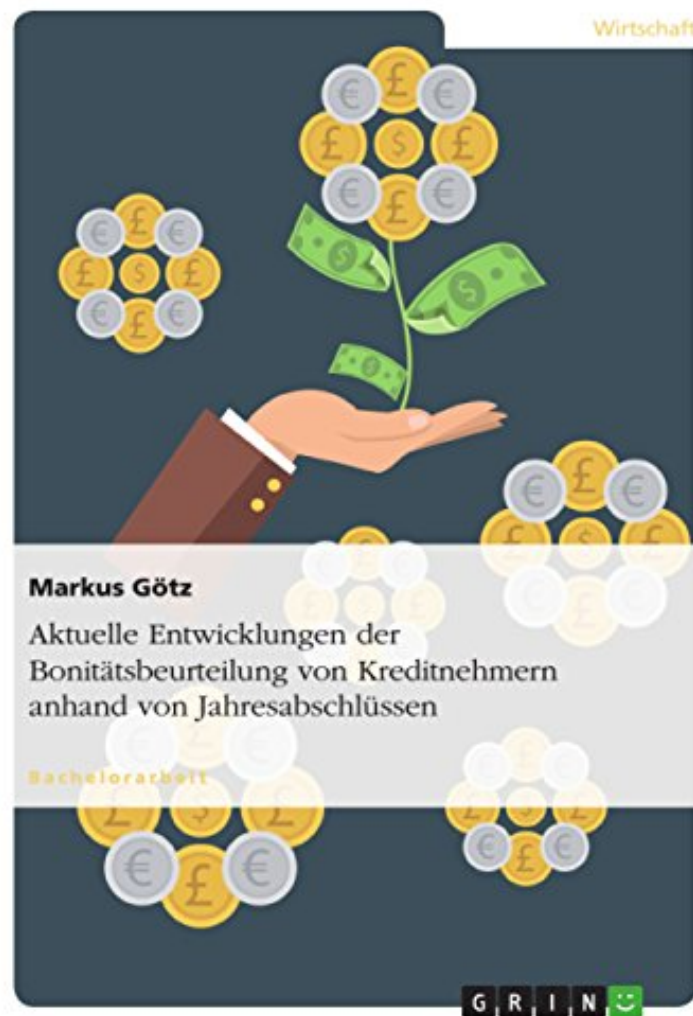 Wirtschaft
Markus Götz
Aktuelle Entwicklungen der
Bonitätsbeurteilung von Kreditnehmern
anhand von Jahresabschlüssen
Bachelorarbeit
GRIN